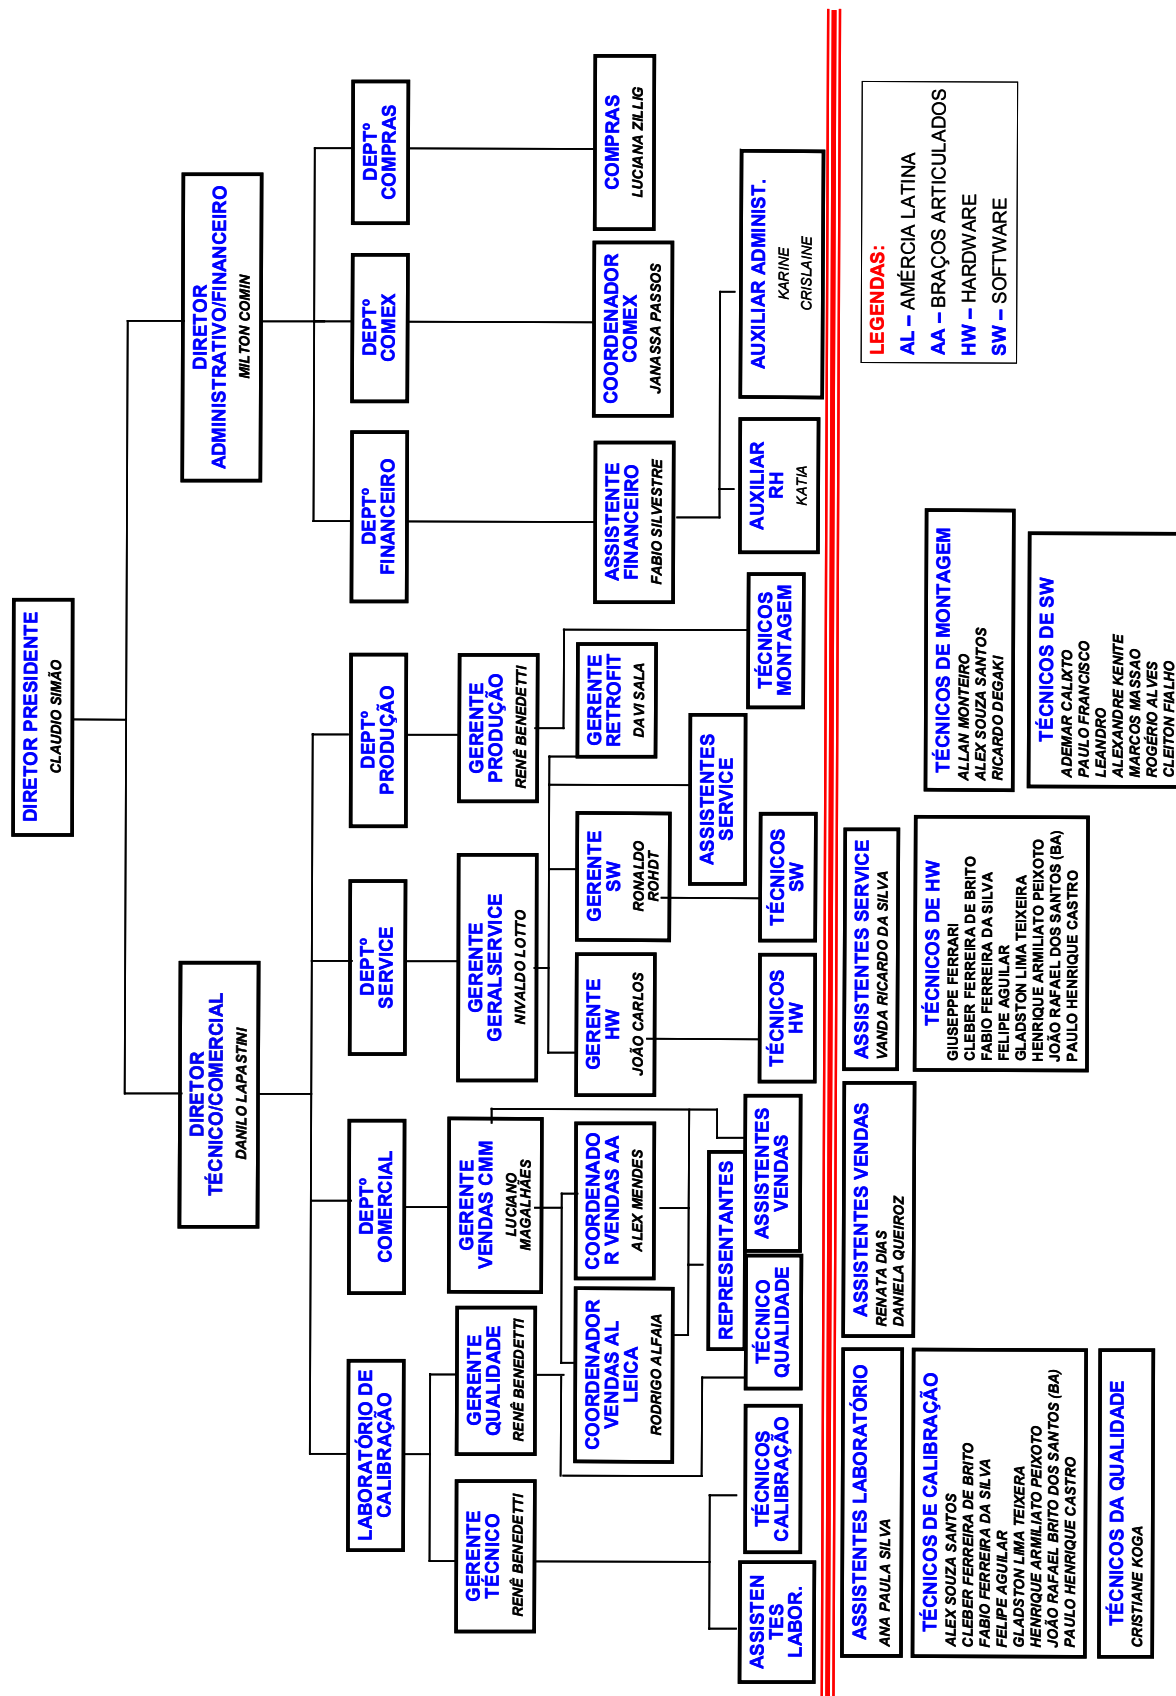 DIRETOR PRESIDENTE
CLAUDIO SIMÃO
DIRETOR
TÉCNICO/COMERCIAL
DANILO LAPASTINI
DIRETOR
ADMINISTRATIVO/FINANCEIRO
MILTON COMIN
LABORATÓRIO DE
CALIBRAÇÃO
DEPTº
COMERCIAL
DEPTº
SERVICE
DEPTº
PRODUÇÃO
DEPTº
FINANCEIRO
DEPTº
COMEX
DEPTº
COMPRAS
GERENTE
TÉCNICO
RENÊ BENEDETTI
GERENTE
QUALIDADE
RENÊ BENEDETTI
GERENTE
VENDAS CMM
LUCIANO
MAGALHÃES
GERENTE
GERALSERVICE
NIVALDO LOTTO
GERENTE
PRODUÇÃO
RENÊ BENEDETTI
COORDENADOR
VENDAS AL
LEICA
RODRIGO ALFAIA
COORDENADO
R VENDAS AA
ALEX MENDES
GERENTE
HW
JOÃO CARLOS
GERENTE
SW
RONALDO
ROHDT
GERENTE
RETROFIT
DAVI SALA
ASSISTENTE
FINANCEIRO
FABIO SILVESTRE
COORDENADOR
COMEX
JANASSA PASSOS
COMPRAS
LUCIANA ZILLIG
REPRESENTANTES
ASSISTENTES
SERVICE
ASSISTEN
TES
LABOR.
TÉCNICOS
CALIBRAÇÃO
TÉCNICO
QUALIDADE
ASSISTENTES
VENDAS
TÉCNICOS
HW
TÉCNICOS
SW
TÉCNICOS
MONTAGEM
AUXILIAR
RH
KATIA
AUXILIAR ADMINIST.
KARINE
CRISLAINE
ASSISTENTES LABORATÓRIO
ANA PAULA SILVA
TÉCNICOS DE CALIBRAÇÃO
ALEX SOUZA SANTOS
CLEBER FERREIRA DE BRITO
FABIO FERREIRA DA SILVA
FELIPE AGUILAR
GLADSTON LIMA TEIXERA
HENRIQUE ARMILIATO PEIXOTO
JOÃO RAFAEL BRITO DOS SANTOS (BA)
PAULO HENRIQUE CASTRO
TÉCNICOS DA QUALIDADE
CRISTIANE KOGA
ASSISTENTES VENDAS
RENATA DIAS
DANIELA QUEIROZ
ASSISTENTES SERVICE
VANDA RICARDO DA SILVA
TÉCNICOS DE HW
GIUSEPPE FERRARI
CLEBER FERREIRA DE BRITO
FABIO FERREIRA DA SILVA
FELIPE AGUILAR
GLADSTON LIMA TEIXEIRA
HENRIQUE ARMILIATO PEIXOTO
JOÃO RAFAEL DOS SANTOS (BA)
PAULO HENRIQUE CASTRO
TÉCNICOS DE MONTAGEM
ALLAN MONTEIRO
ALEX SOUZA SANTOS
RICARDO DEGAKI
TÉCNICOS DE SW
ADEMAR CALIXTO
PAULO FRANCISCO
LEANDRO
ALEXANDRE KENITE
MARCOS MASSAO
ROGÉRIO ALVES
CLEITON FIALHO
LEGENDAS:
AL – AMÉRCIA LATINA
AA – BRAÇOS ARTICULADOS
HW – HARDWARE
SW – SOFTWARE